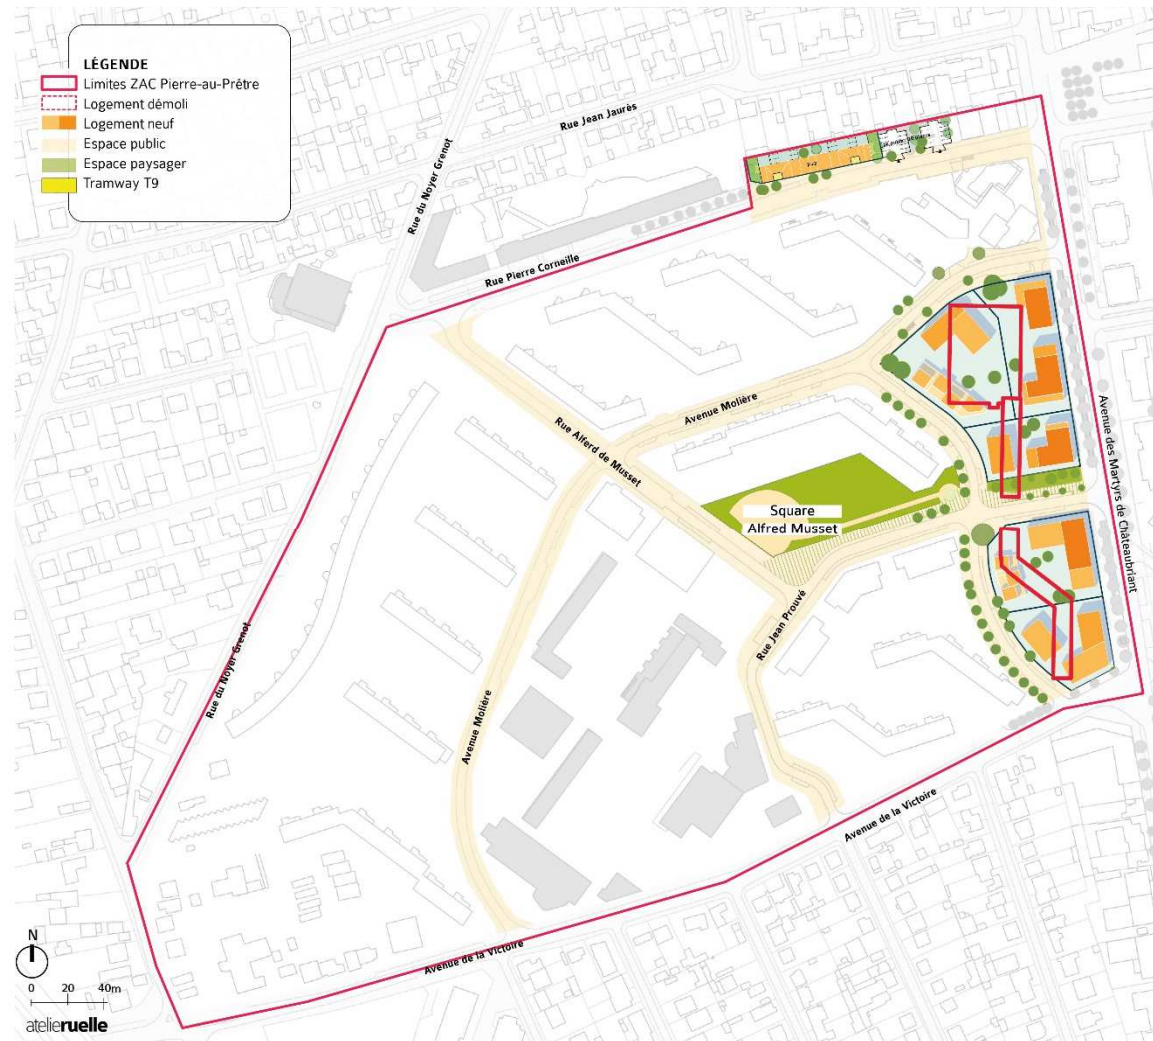 LÉGENDE
Limites ZAC Pierre-au-Prêtre
Logement démoli
Logement neuf
Espace public
Espace paysager
Tramway T9
Rue Jean Jaurès
Rue du Noyer Grenot
Rue Pierre Corneille
Avenue Molière
Rue Alferd de Musset
Avenue des Martyrs de Châteaubriant
Square
Alfred Musset
Rue Jean Prouvé
Rue du Noyer Grenot
Avenue Molière
Avenue de la Victoire
Avenue de la Victoire
N
0 20 40m
atelieruelle